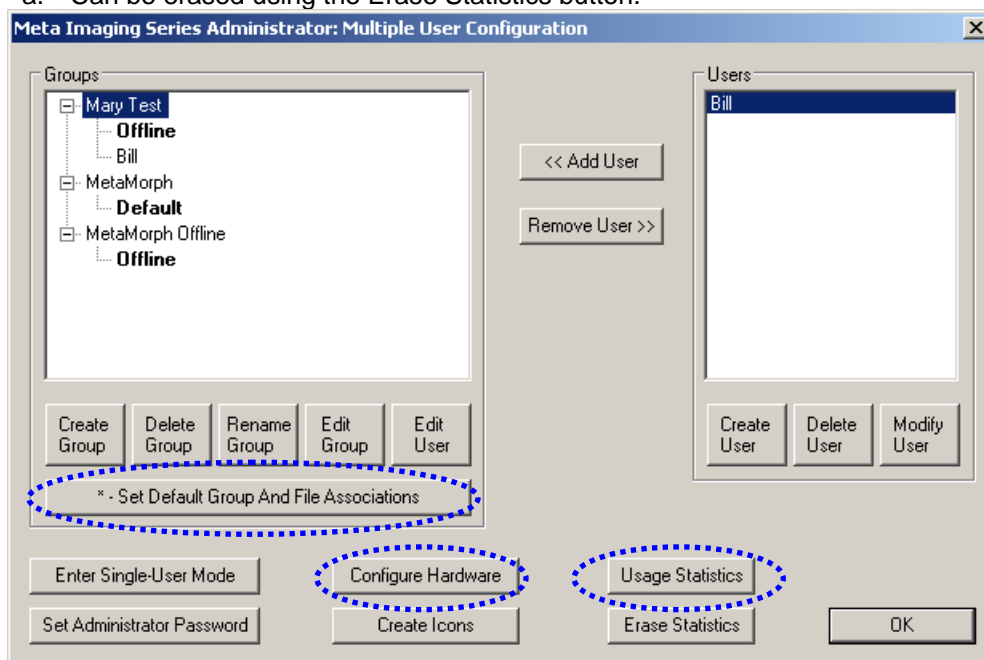 a. Can be erased using the Erase Statistics button.
Meta Imaging Series Administrator: Multiple User Configuration
Groups
Mary Test
Offline
Bill
MetaMorph
Default
MetaMorph Offline
Offline
Create Group
Delete Group
Rename Group
Edit Group
Edit User
* - Set Default Group And File Associations
<< Add User
Remove User >>
Users
Bill
Create User
Delete User
Modify User
Enter Single-User Mode
Configure Hardware
Usage Statistics
Set Administrator Password
Create Icons
Erase Statistics
OK